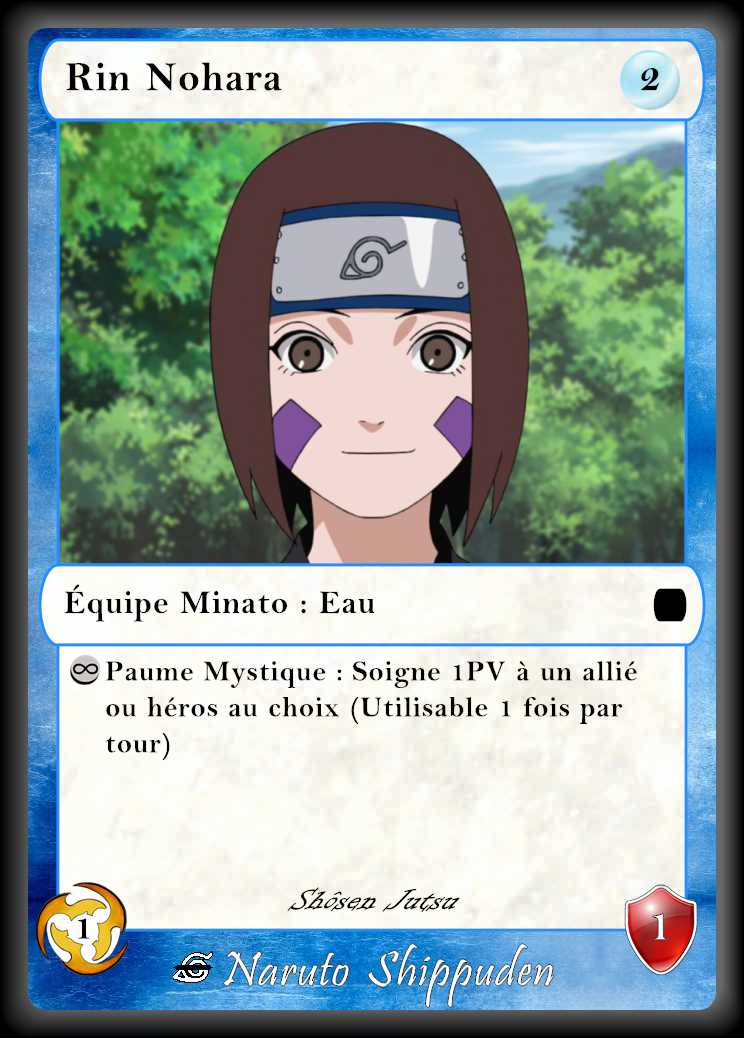 Rin Nohara
2
Équipe Minato : Eau
∞ Paume Mystique : Soigne 1PV à un allié
ou héros au choix (Utilisable 1 fois par
tour)
Shôsen Jutsu
1
1
Naruto Shippuden